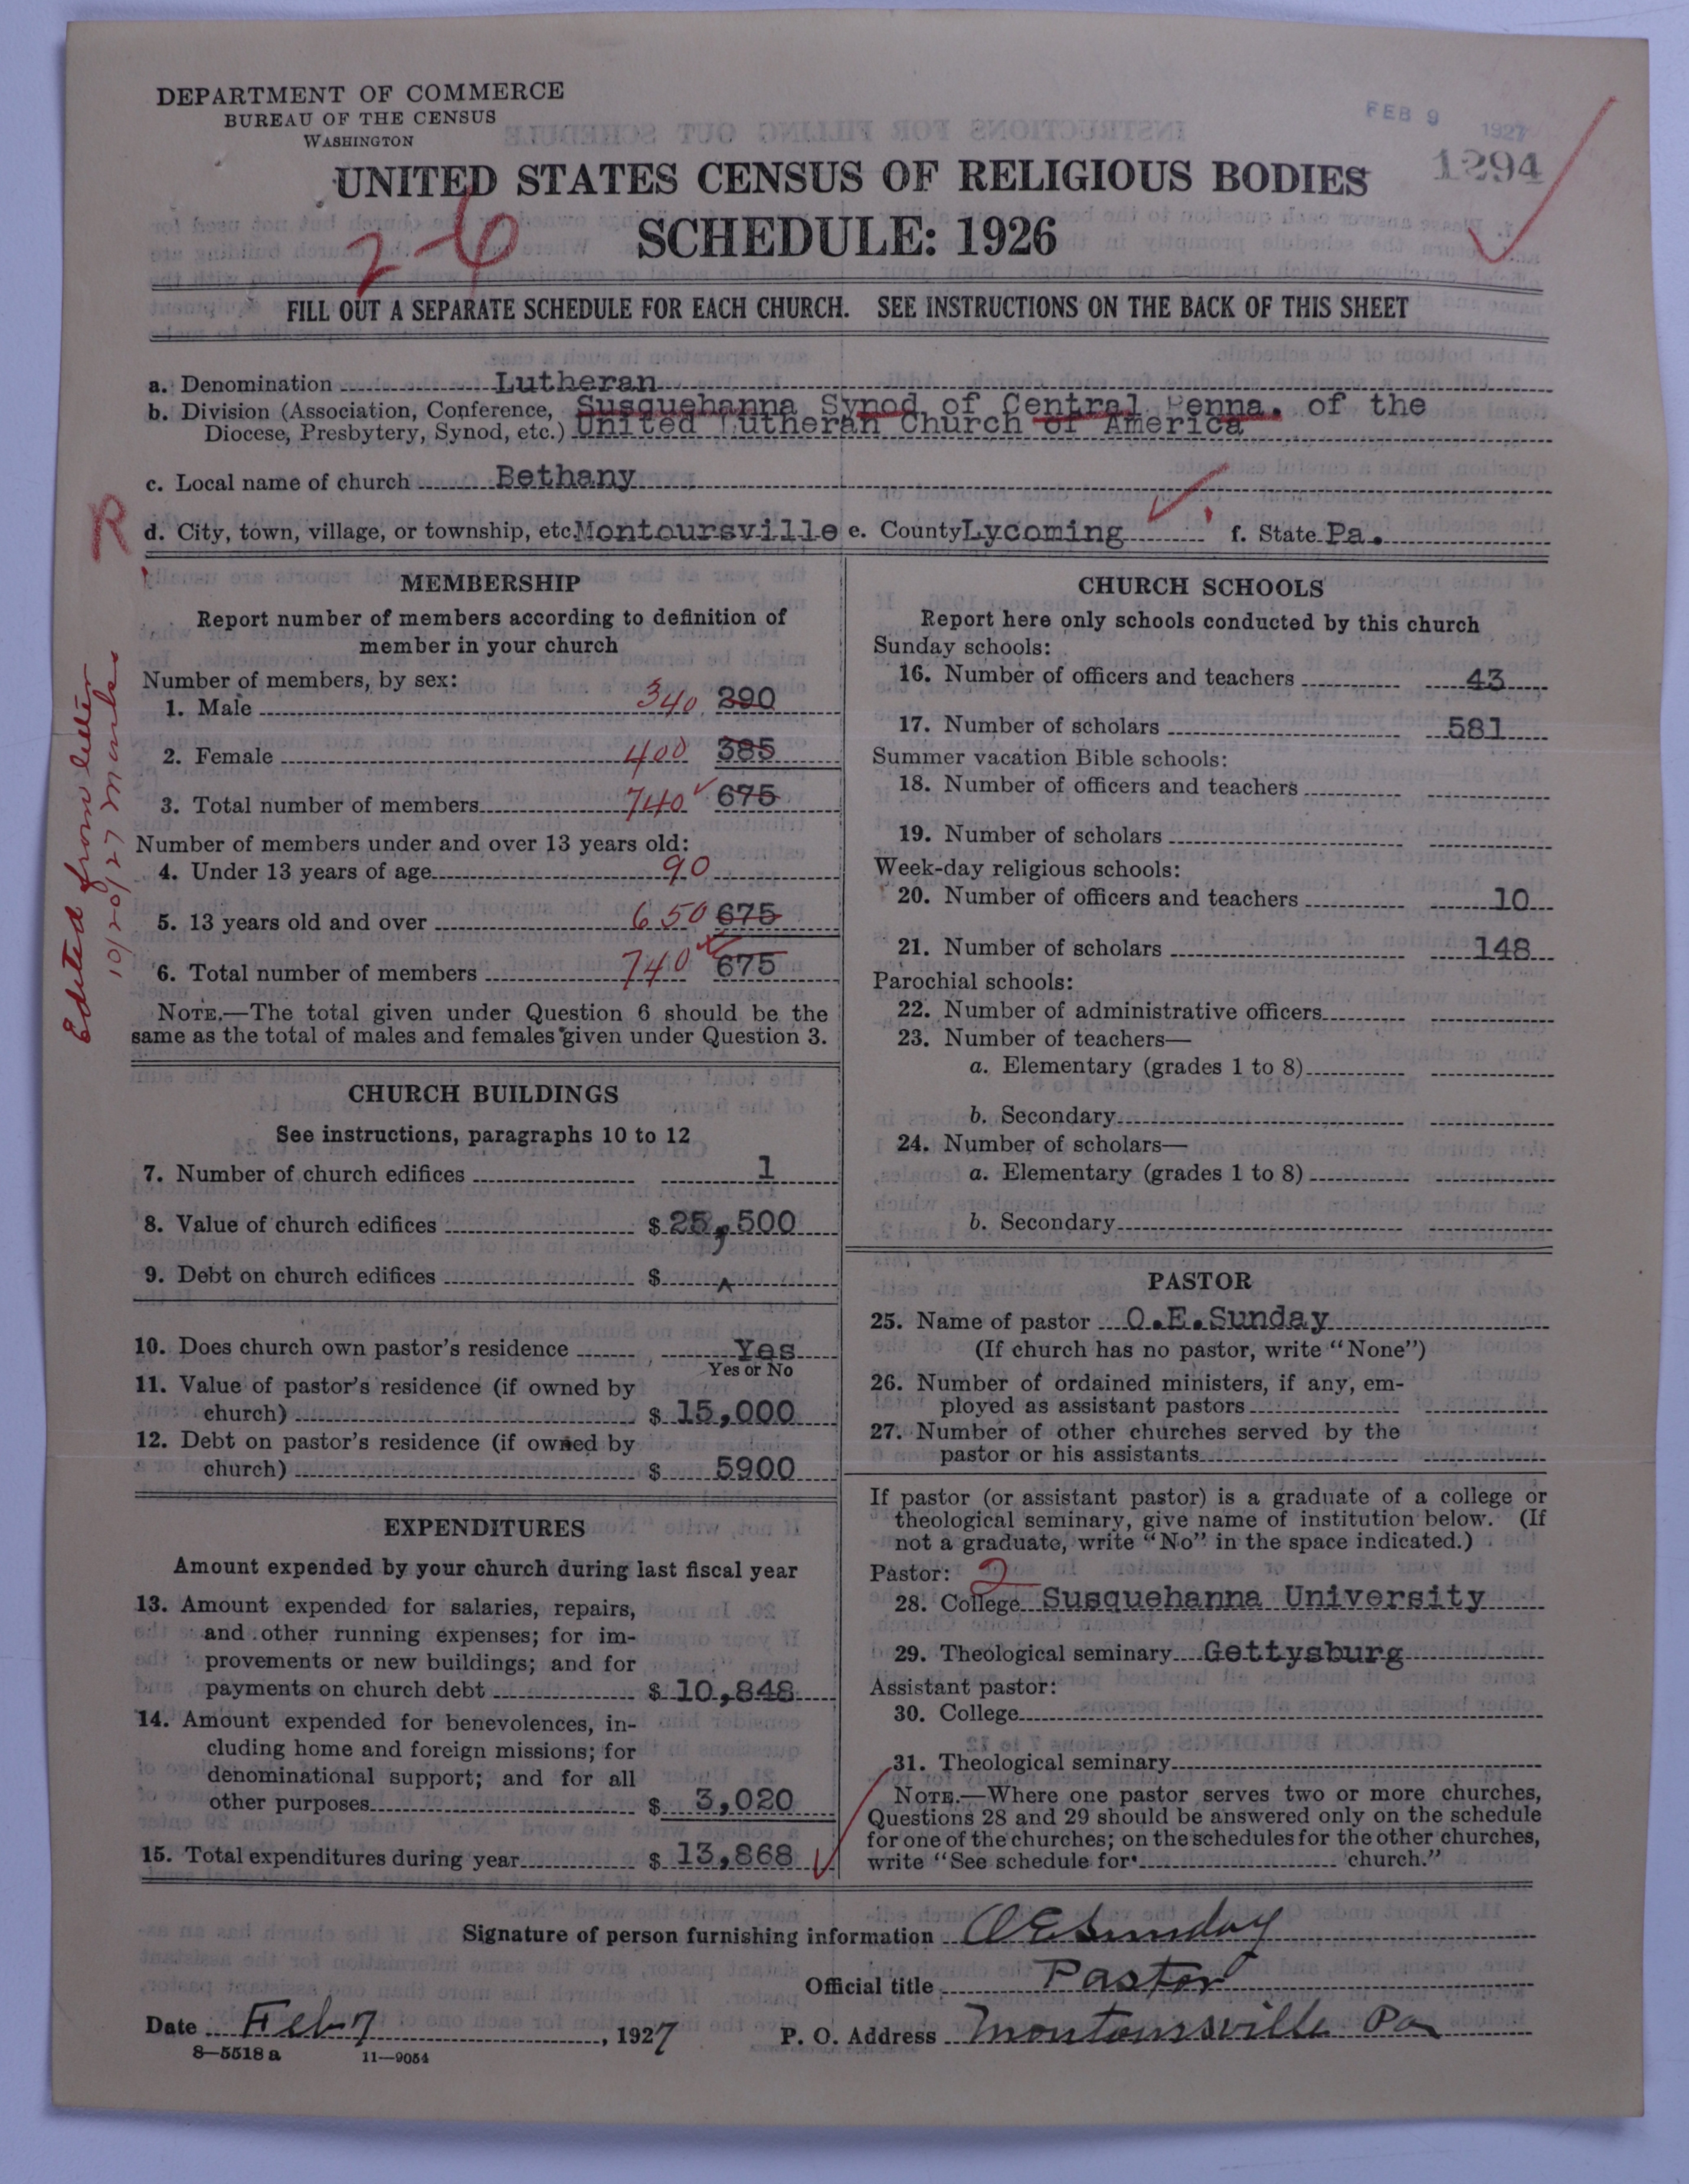 DEPARTMENT OF COMMERCE
BUREAU OF THE CENSUS
WASHINGTON
FEB 9 1927
1294
UNITED STATES CENSUS OF RELIGIOUS BODIES
SCHEDULE: 1926
2-6
FILL OUT A SEPARATE SCHEDULE FOR EACH CHURCH. SEE INSTRUCTIONS ON THE BACK OF THIS SHEET
a. Denomination Lutheran
b. Division (Association, Conference, Diocese, Presbytery, Synod, etc.) Susquehanna Synod of Central Penna. of the
United Lutheran Church of America
c. Local name of church Bethany
d. City, town, village, or township, etc. Montoursville e. County Lycoming f. State Pa.
R
Edited from letter
10/20/27
MEMBERSHIP
Report number of members according to definition of
member in your church
Number of members, by sex:
1. Male 340 290
2. Female 400 385
3. Total number of members 740 675
Number of members under and over 13 years old:
4. Under 13 years of age 90
5. 13 years old and over 650 675
6. Total number of members 740 675
NOTE.—The total given under Question 6 should be the
same as the total of males and females given under Question 3.
CHURCH BUILDINGS
See instructions, paragraphs 10 to 12
7. Number of church edifices 1
8. Value of church edifices $ 25,500
9. Debt on church edifices $
10. Does church own pastor's residence Yes
Yes or No
11. Value of pastor's residence (if owned by
church) $ 15,000
12. Debt on pastor's residence (if owned by
church) $ 5900
EXPENDITURES
Amount expended by your church during last fiscal year
13. Amount expended for salaries, repairs,
and other running expenses; for im-
provements or new buildings; and for
payments on church debt $ 10,848
14. Amount expended for benevolences, in-
cluding home and foreign missions; for
denominational support; and for all
other purposes $ 3,020
15. Total expenditures during year $ 13,868
CHURCH SCHOOLS
Report here only schools conducted by this church
Sunday schools:
16. Number of officers and teachers 43
17. Number of scholars 581
Summer vacation Bible schools:
18. Number of officers and teachers
19. Number of scholars
Week-day religious schools:
20. Number of officers and teachers 10
21. Number of scholars 148
Parochial schools:
22. Number of administrative officers
23. Number of teachers—
a. Elementary (grades 1 to 8)
b. Secondary
24. Number of scholars—
a. Elementary (grades 1 to 8)
b. Secondary
PASTOR
25. Name of pastor O.E.Sunday
(If church has no pastor, write "None")
26. Number of ordained ministers, if any, em-
ployed as assistant pastors
27. Number of other churches served by the
pastor or his assistants
If pastor (or assistant pastor) is a graduate of a college or
theological seminary, give name of institution below. (If
not a graduate, write "No" in the space indicated.)
Pastor: 2
28. College Susquehanna University
29. Theological seminary Gettysburg
Assistant pastor:
30. College
31. Theological seminary
NOTE.—Where one pastor serves two or more churches,
Questions 28 and 29 should be answered only on the schedule
for one of the churches; on the schedules for the other churches,
write "See schedule for church."
Signature of person furnishing information O E Sunday
Official title Pastor
Date Feb 7, 1927 P. O. Address Montoursville Pa
8—5518 a 11—9054